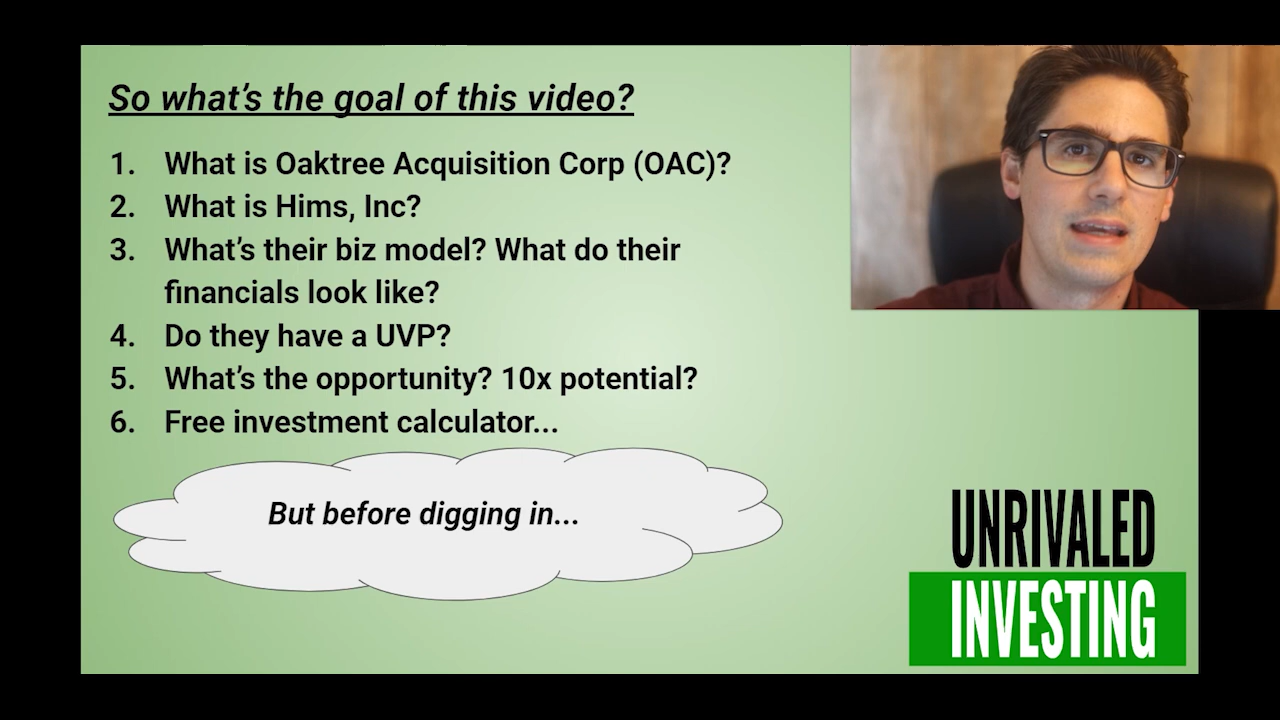 So what's the goal of this video?
1. What is Oaktree Acquisition Corp (OAC)?
2. What is Hims, Inc?
3. What's their biz model? What do their
financials look like?
4. Do they have a UVP?
5. What's the opportunity? 10x potential?
6. Free investment calculator...
But before digging in...
UNRIVALED
INVESTING